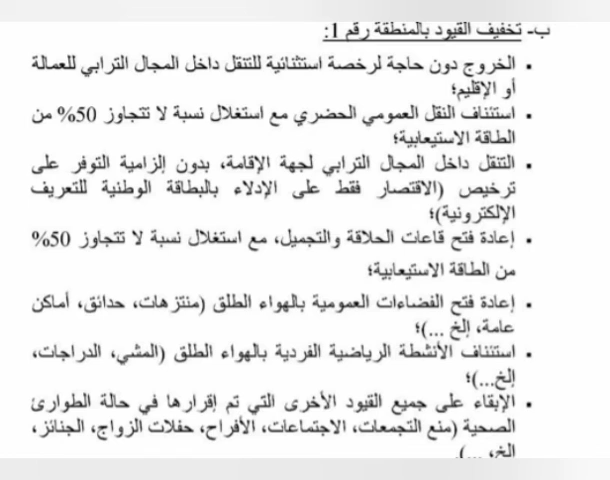 ب- تخفيف القيود بالمنطقة رقم 1:
• الخروج دون حاجة لرخصة استثنائية للتنقل داخل المجال الترابي للعمالة
أو الإقليم؛
• استئناف النقل العمومي الحضري مع استغلال نسبة لا تتجاوز 50% من
الطاقة الاستيعابية؛
• التنقل داخل المجال الترابي لجهة الإقامة، بدون إلزامية التوفر على
ترخيص (الاقتصار فقط على الإدلاء بالبطاقة الوطنية للتعريف
الإلكترونية)؛
• إعادة فتح قاعات الحلاقة والتجميل، مع استغلال نسبة لا تتجاوز 50%
من الطاقة الاستيعابية؛
• إعادة فتح الفضاءات العمومية بالهواء الطلق (منتزهات، حدائق، أماكن
عامة، إلخ ...)؛
• استئناف الأنشطة الرياضية الفردية بالهواء الطلق (المشي، الدراجات،
إلخ...)؛
• الإبقاء على جميع القيود الأخرى التي تم إقرارها في حالة الطوارئ
الصحية (منع التجمعات، الاجتماعات، الأفراح، حفلات الزواج، الجنائز،
إلخ، ...).